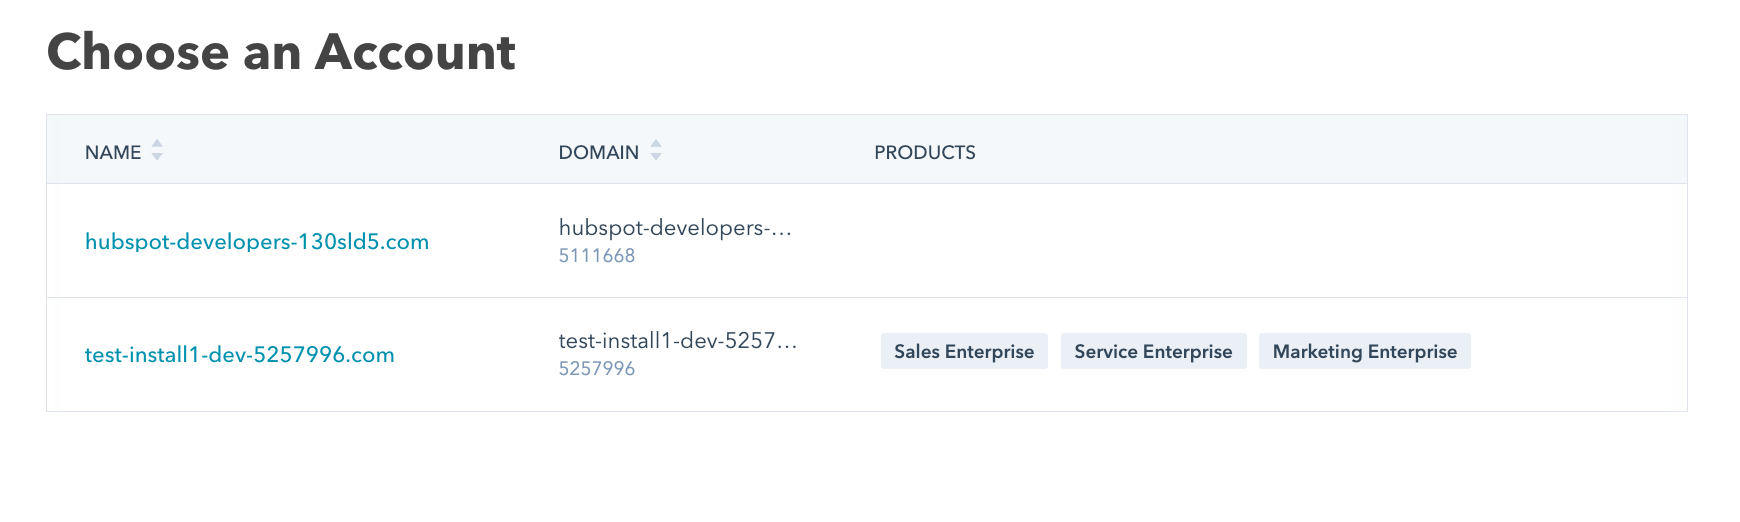 Choose an Account
NAME DOMAIN PRODUCTS
hubspot-developers-130sld5.com
hubspot-developers-...
5111668
test-install1-dev-5257996.com
test-install1-dev-5257...
5257996
Sales Enterprise Service Enterprise Marketing Enterprise